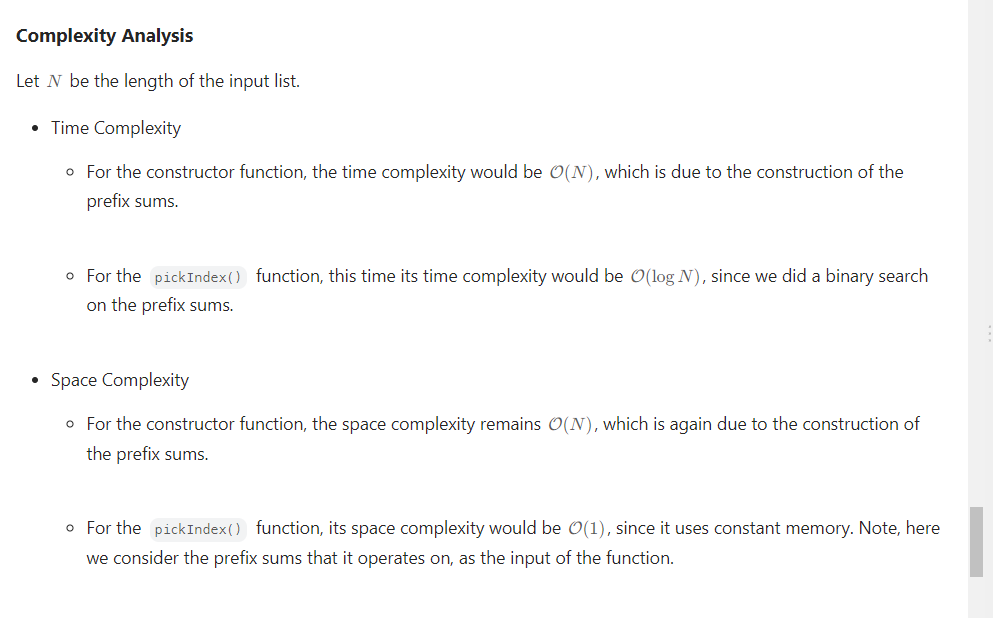 Complexity Analysis
Let N be the length of the input list.
• Time Complexity
◦ For the constructor function, the time complexity would be 𝒪(N), which is due to the construction of the
prefix sums.
◦ For the pickIndex() function, this time its time complexity would be 𝒪(log N), since we did a binary search
on the prefix sums.
• Space Complexity
◦ For the constructor function, the space complexity remains 𝒪(N), which is again due to the construction of
the prefix sums.
◦ For the pickIndex() function, its space complexity would be 𝒪(1), since it uses constant memory. Note, here
we consider the prefix sums that it operates on, as the input of the function.